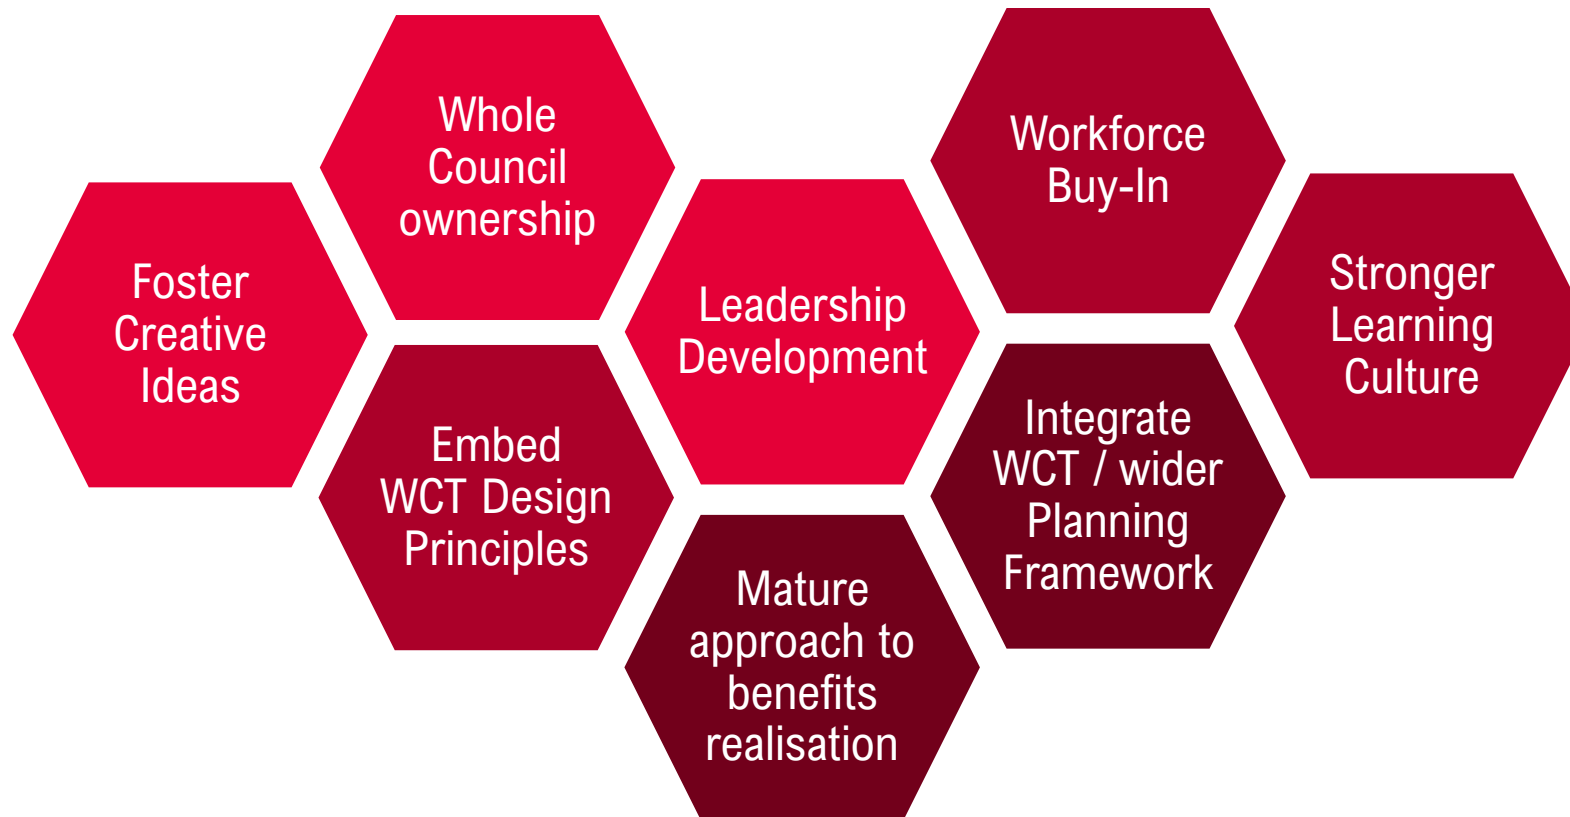 Whole
Council
ownership
Workforce
Buy-In
Foster
Creative
Ideas
Leadership
Development
Stronger
Learning
Culture
Embed
WCT Design
Principles
Integrate
WCT / wider
Planning
Framework
Mature
approach to
benefits
realisation